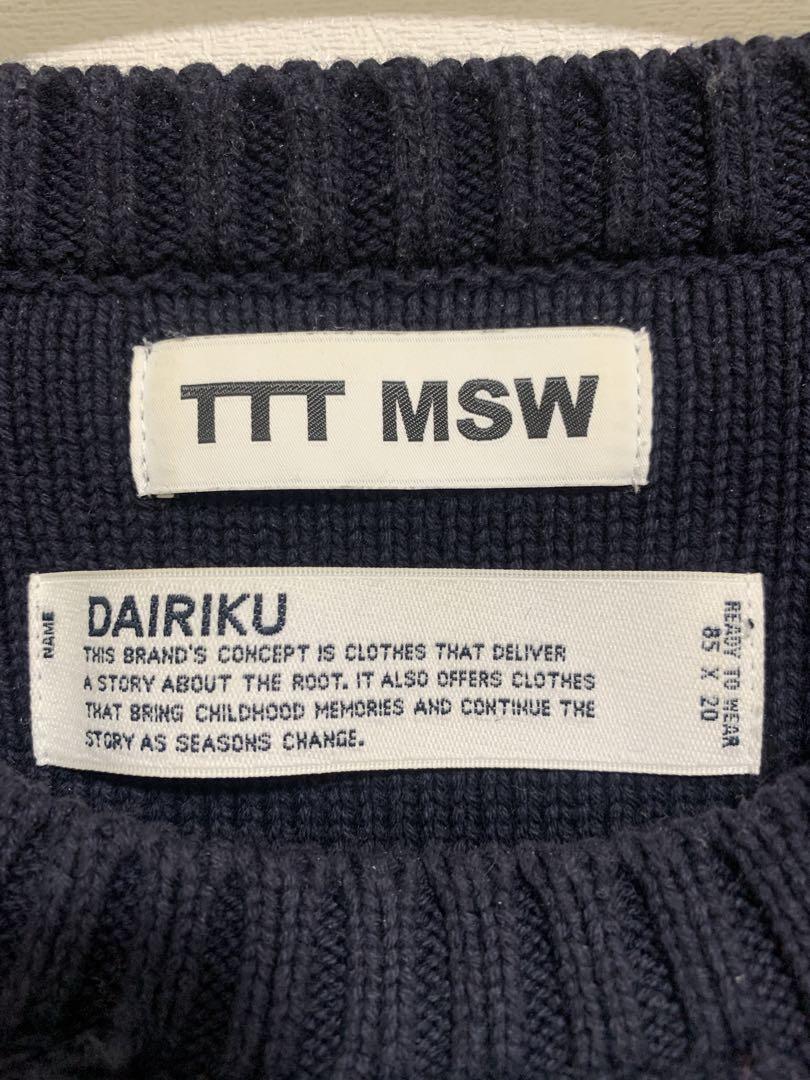 TTT MSW
NAME
DAIRIKU
THIS BRAND'S CONCEPT IS CLOTHES THAT DELIVER
A STORY ABOUT THE ROOT. IT ALSO OFFERS CLOTHES
THAT BRING CHILDHOOD MEMORIES AND CONTINUE THE
STORY AS SEASONS CHANGE.
READY TO WEAR
85 X 20